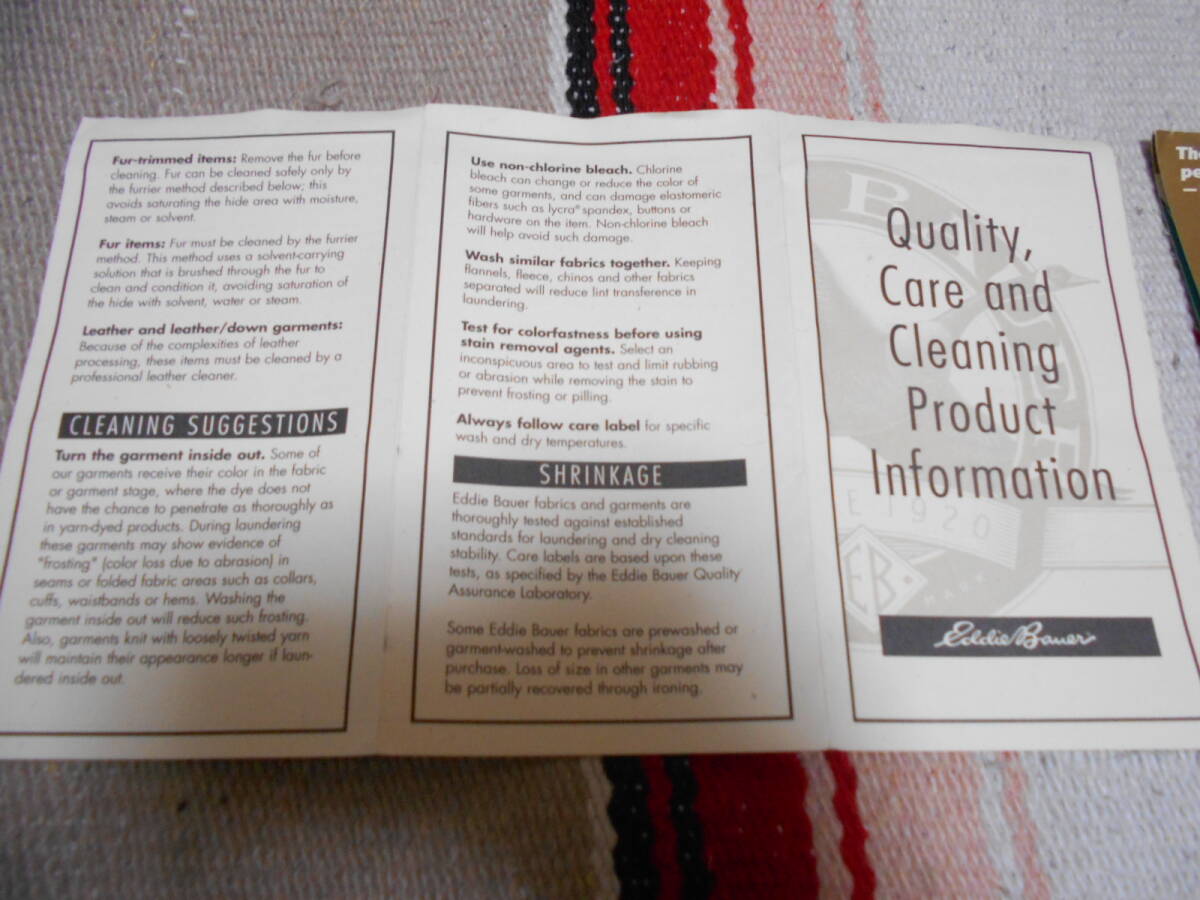 Fur-trimmed items: Remove the fur before
cleaning. Fur can be cleaned safely only by
the furrier method described below; this
avoids saturating the hide area with moisture,
steam or solvent.
Fur items: Fur must be cleaned by the furrier
method. This method uses a solvent-carrying
solution that is brushed through the fur to
clean and condition it, avoiding saturation of
the hide with solvent, water or steam.
Leather and leather/down garments:
Because of the complexities of leather
processing, these items must be cleaned by a
professional leather cleaner.
CLEANING SUGGESTIONS
Turn the garment inside out. Some of
our garments receive their color in the fabric
or garment stage, where the dye does not
have the chance to penetrate as thoroughly as
in yarn-dyed products. During laundering
these garments may show evidence of
"frosting" (color loss due to abrasion) in
seams or folded fabric areas such as collars,
cuffs, waistbands or hems. Washing the
garment inside out will reduce such frosting.
Also, garments knit with loosely twisted yarn
will maintain their appearance longer if laun-
dered inside out.
Use non-chlorine bleach. Chlorine
bleach can change or reduce the color of
some garments, and can damage elastomeric
fibers such as lycra® spandex, buttons or
hardware on the item. Non-chlorine bleach
will help avoid such damage.
Wash similar fabrics together. Keeping
flannels, fleece, chinos and other fabrics
separated will reduce lint transference in
laundering.
Test for colorfastness before using
stain removal agents. Select an
inconspicuous area to test and limit rubbing
or abrasion while removing the stain to
prevent frosting or pilling.
Always follow care label for specific
wash and dry temperatures.
SHRINKAGE
Eddie Bauer fabrics and garments are
thoroughly tested against established
standards for laundering and dry cleaning
stability. Care labels are based upon these
tests, as specified by the Eddie Bauer Quality
Assurance Laboratory.
Some Eddie Bauer fabrics are prewashed or
garment-washed to prevent shrinkage after
purchase. Loss of size in other garments may
be partially recovered through ironing.
Quality,
Care and
Cleaning
Product
Information
E 1920
EB
MARK
Eddie Bauer
The
pe
—